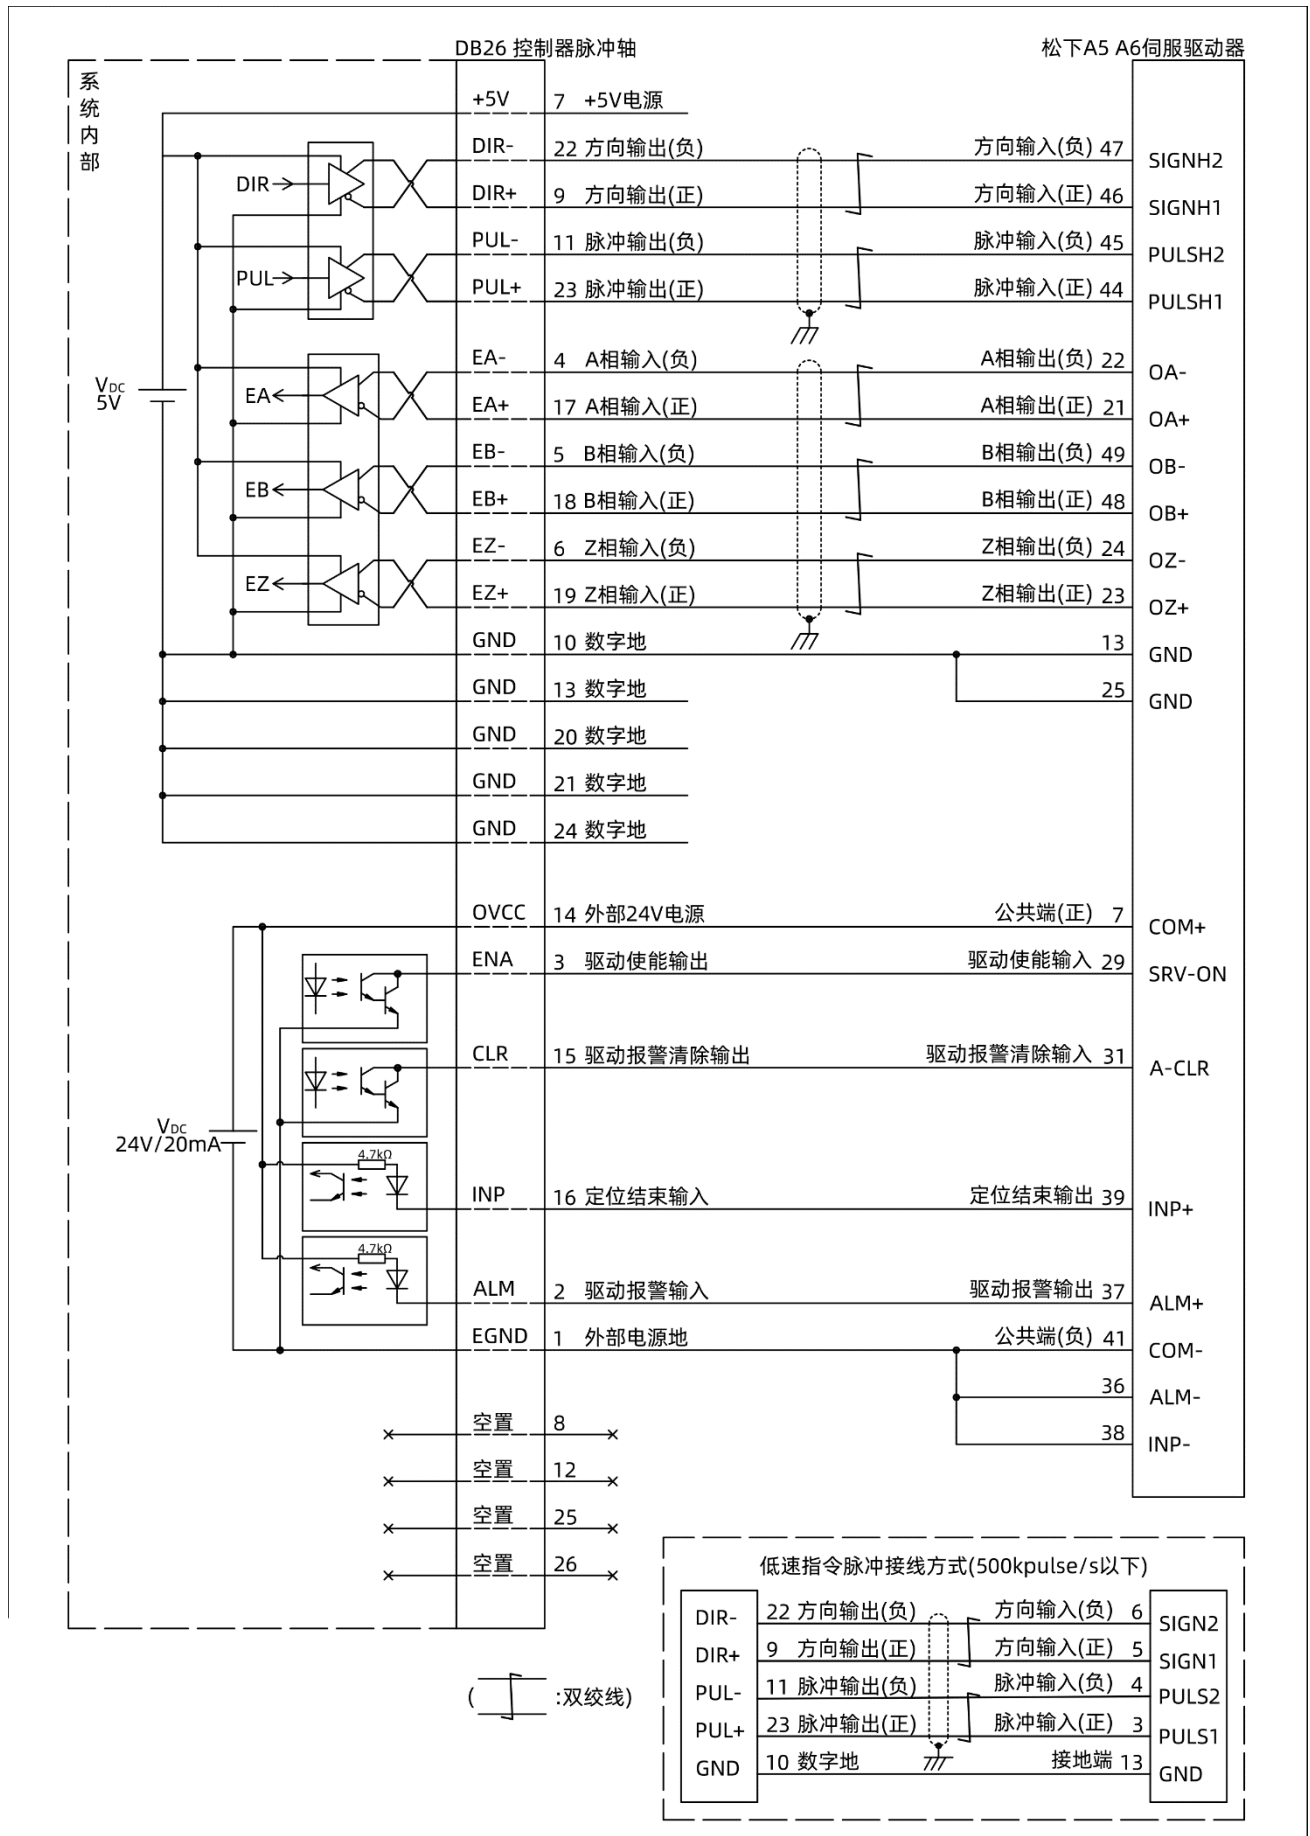 DB26 控制器脉冲轴 松下A5 A6伺服驱动器
系统内部
+5V 7 +5V电源
DIR- 22 方向输出(负) 方向输入(负) 47 SIGNH2
DIR
DIR+ 9 方向输出(正) 方向输入(正) 46 SIGNH1
PUL- 11 脉冲输出(负) 脉冲输入(负) 45 PULSH2
PUL
PUL+ 23 脉冲输出(正) 脉冲输入(正) 44 PULSH1
EA- 4 A相输入(负) A相输出(负) 22 OA-
VDC
5V
EA
EA+ 17 A相输入(正) A相输出(正) 21 OA+
EB- 5 B相输入(负) B相输出(负) 49 OB-
EB
EB+ 18 B相输入(正) B相输出(正) 48 OB+
EZ- 6 Z相输入(负) Z相输出(负) 24 OZ-
EZ
EZ+ 19 Z相输入(正) Z相输出(正) 23 OZ+
GND 10 数字地 13 GND
GND 13 数字地 25 GND
GND 20 数字地
GND 21 数字地
GND 24 数字地
OVCC 14 外部24V电源 公共端(正) 7 COM+
ENA 3 驱动使能输出 驱动使能输入 29 SRV-ON
CLR 15 驱动报警清除输出 驱动报警清除输入 31 A-CLR
VDC
24V/20mA
4.7kΩ
INP 16 定位结束输入 定位结束输出 39 INP+
4.7kΩ
ALM 2 驱动报警输入 驱动报警输出 37 ALM+
EGND 1 外部电源地 公共端(负) 41 COM-
36 ALM-
空置 8
38 INP-
空置 12
空置 25
空置 26
低速指令脉冲接线方式(500kpulse/s以下)
DIR- 22 方向输出(负) 方向输入(负) 6 SIGN2
DIR+ 9 方向输出(正) 方向输入(正) 5 SIGN1
PUL- 11 脉冲输出(负) 脉冲输入(负) 4 PULS2
PUL+ 23 脉冲输出(正) 脉冲输入(正) 3 PULS1
GND 10 数字地 接地端 13 GND
( :双绞线)